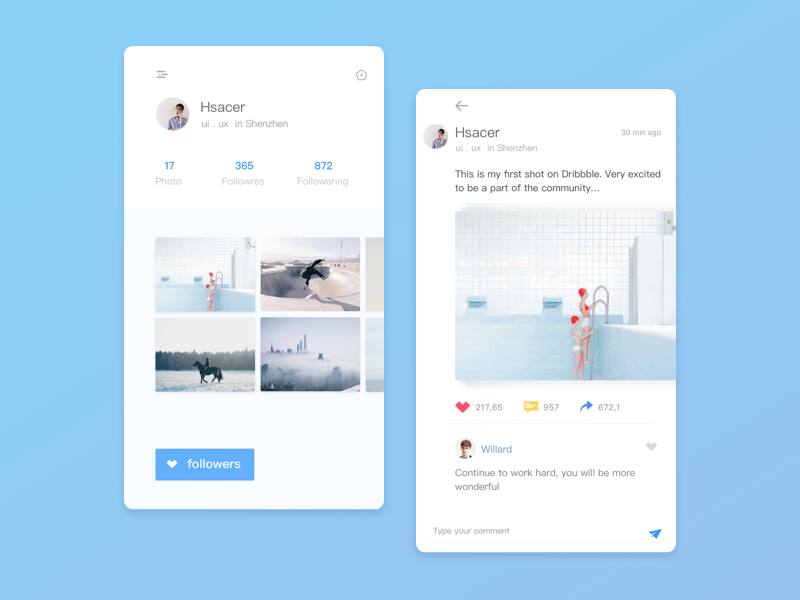 Hsacer
ui . ux in Shenzhen
17
Photo
365
Followres
872
Followering
followers
Hsacer
30 min ago
ui . ux in Shenzhen
This is my first shot on Dribbble. Very excited
to be a part of the community...
217,65
957
672,1
Willard
Continue to work hard, you will be more
wonderful
Type your comment